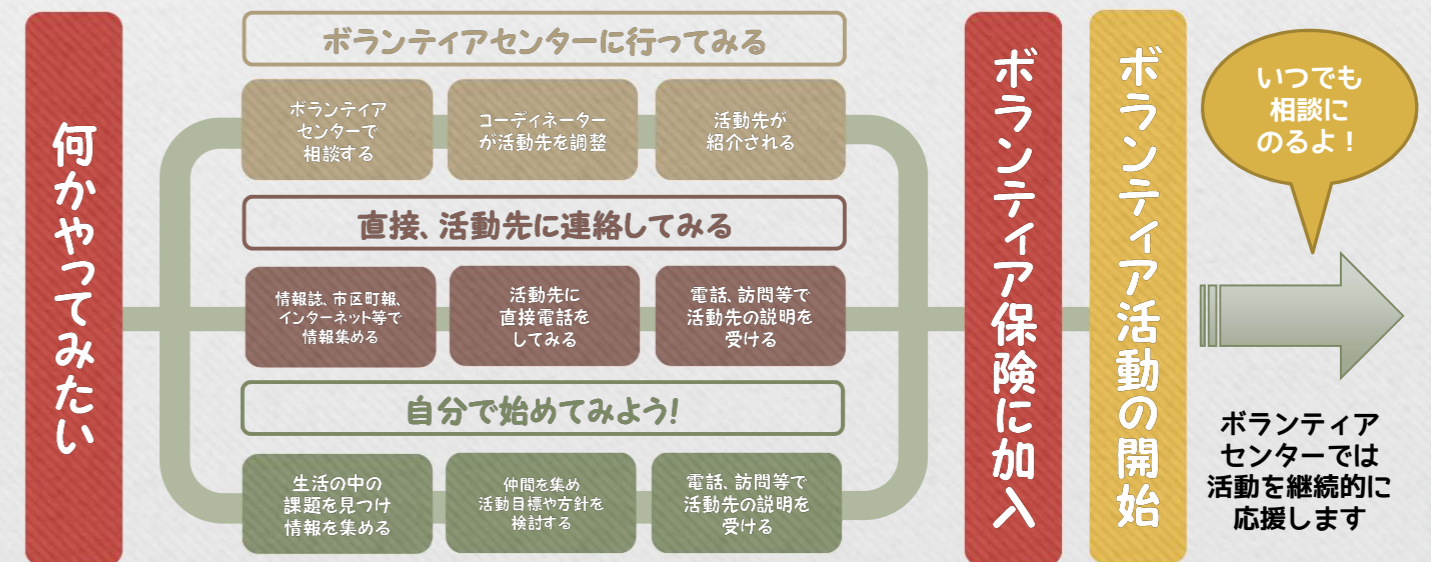 何かやってみたい
ボランティアセンターに行ってみる
ボランティア
センターで
相談する
コーディネーター
が活動先を調整
活動先が
紹介される
直接、活動先に連絡してみる
情報誌、市区町報、
インターネット等で
情報集める
活動先に
直接電話を
してみる
電話、訪問等で
活動先の説明を
受ける
自分で始めてみよう!
生活の中の
課題を見つけ
情報を集める
仲間を集め
活動目標や方針を
検討する
電話、訪問等で
活動先の説明を
受ける
ボランティア保険に加入
ボランティア活動の開始
いつでも
相談に
のるよ！
ボランティア
センターでは
活動を継続的に
応援します